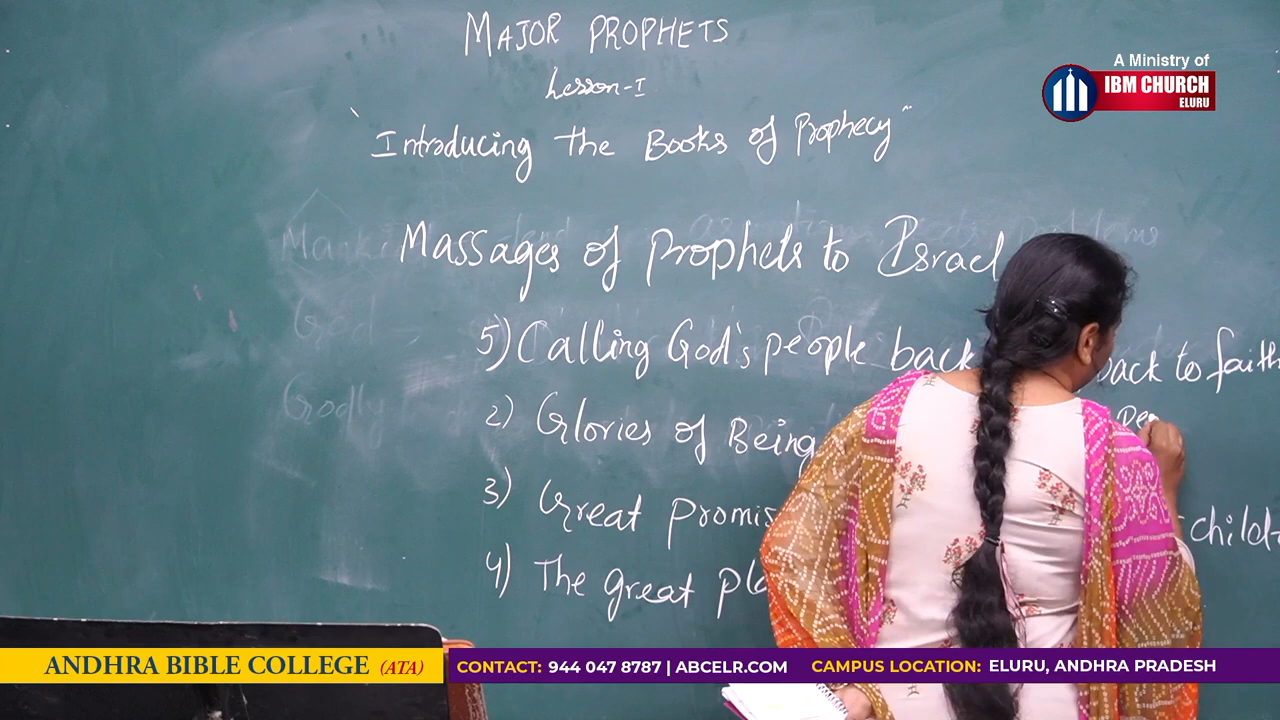 MAJOR PROPHETS
Lesson-I
"Introducing the Books of Prophecy"
Massages of Prophets to Israel
5) Calling God's people back back to faith
2) Glories of Being
3) Great promis child
4) The great pla
A Ministry of
IBM CHURCH
ELURU
ANDHRA BIBLE COLLEGE (ATA)
CONTACT: 944 047 8787 | ABCELR.COM CAMPUS LOCATION: ELURU, ANDHRA PRADESH